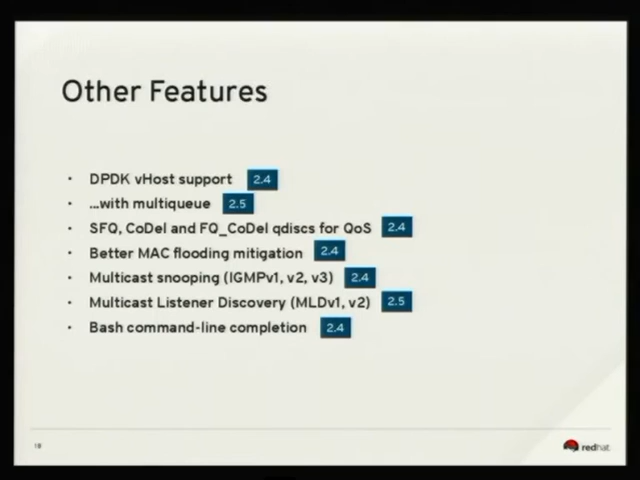 Other Features
· DPDK vHost support 2.4
· ...with multiqueue 2.5
· SFQ, CoDel and FQ_CoDel qdiscs for QoS 2.4
· Better MAC flooding mitigation 2.4
· Multicast snooping (IGMPv1, v2, v3) 2.4
· Multicast Listener Discovery (MLDv1, v2) 2.5
· Bash command-line completion 2.4
redhat